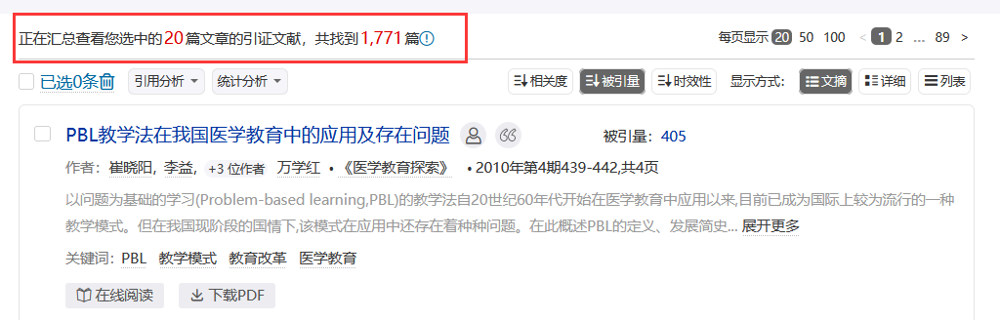 正在汇总查看您选中的20篇文章的引证文献，共找到1,771篇
每页显示 20 50 100 < 1 2 ... 89 >
已选0条 引用分析 统计分析 相关度 被引量 时效性 显示方式： 文摘 详细 列表
PBL教学法在我国医学教育中的应用及存在问题 被引量：405
作者：崔晓阳，李益，+3 位作者 万学红 •《医学教育探索》 •2010年第4期439-442,共4页
以问题为基础的学习(Problem-based learning,PBL)的教学法自20世纪60年代开始在医学教育中应用以来,目前已成为国际上较为流行的一种
教学模式。但在我国现阶段的国情下,该模式在应用中还存在着种种问题。在此概述PBL的定义、发展简史... 展开更多
关键词：PBL 教学模式 教育改革 医学教育
在线阅读 下载PDF